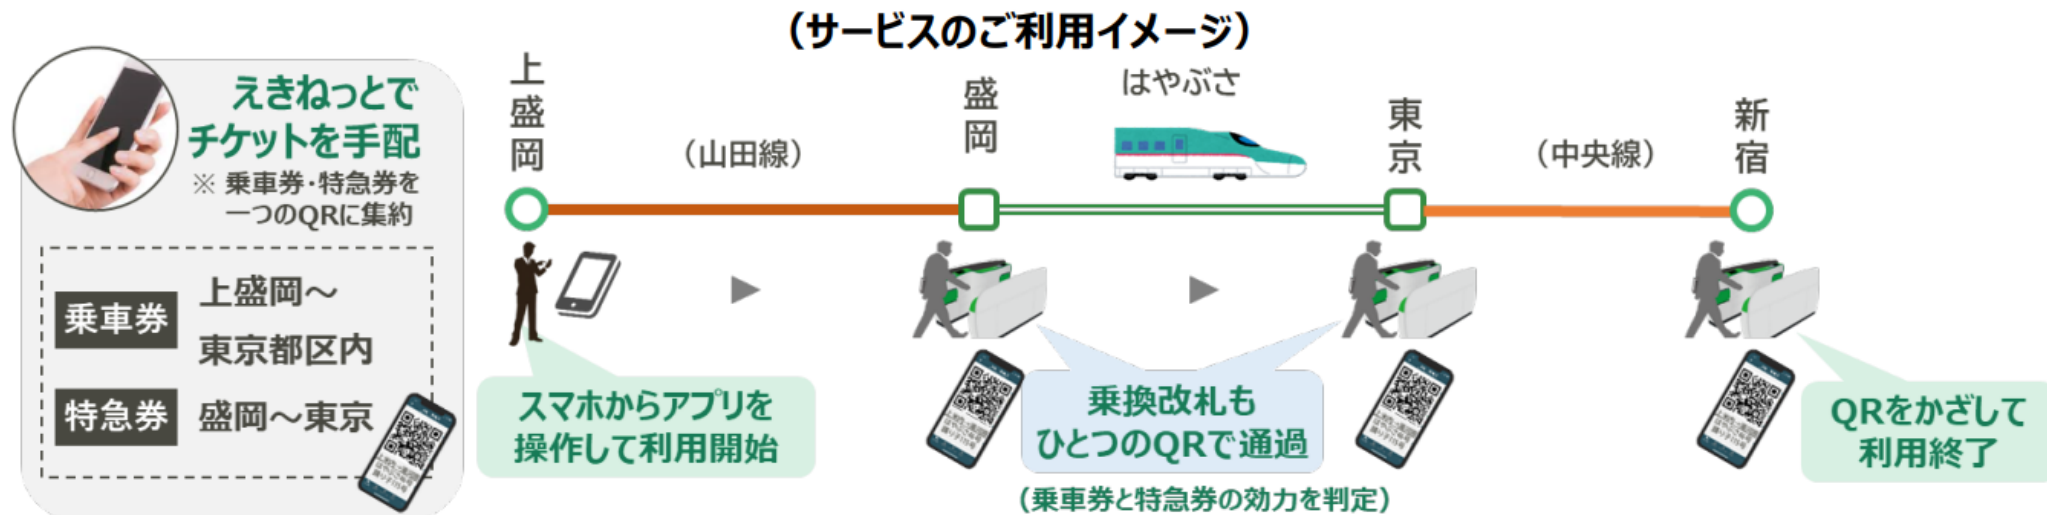 （サービスのご利用イメージ）
えきねっとで
チケットを手配
※ 乗車券・特急券を
一つのQRに集約
乗車券
上盛岡～
東京都区内
特急券
盛岡～東京
上盛岡
（山田線）
盛岡
はやぶさ
東京
（中央線）
新宿
スマホからアプリを
操作して利用開始
乗換改札も
ひとつのQRで通過
（乗車券と特急券の効力を判定）
QRをかざして
利用終了